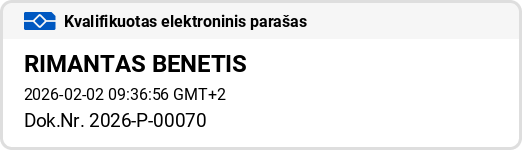 Kvalifikuotas elektroninis parašas
RIMANTAS BENETIS
2026-02-02 09:36:56 GMT+2
Dok.Nr. 2026-P-00070